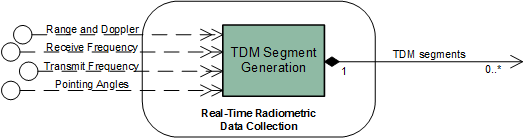 Range and Doppler
Receive Frequency
Transmit Frequency
Pointing Angles
TDM Segment
Generation
1
TDM segments
0..*
Real-Time Radiometric
Data Collection